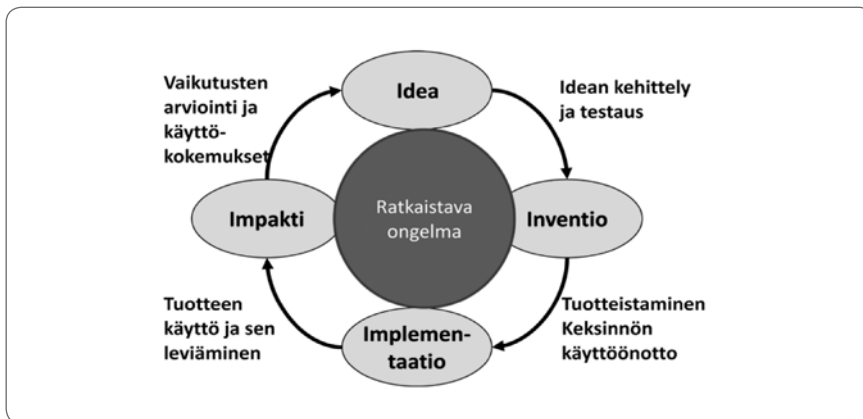 Idea
Idean kehittely
ja testaus
Inventio
Tuotteistaminen
Keksinnön
käyttöönotto
Implemen-
taatio
Tuotteen
käyttö ja sen
leviäminen
Impakti
Vaikutusten
arviointi ja
käyttö-
kokemukset
Ratkaistava
ongelma